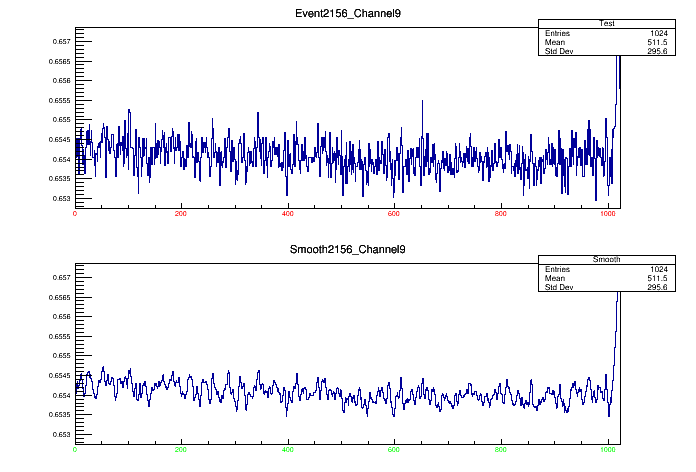 Event2156_Channel9
Test
Entries 1024
Mean 511.5
Std Dev 295.6
0.657
0.6565
0.656
0.6555
0.655
0.6545
0.654
0.6535
0.653
0 200 400 600 800 1000
Smooth2156_Channel9
Smooth
Entries 1024
Mean 511.5
Std Dev 295.6
0.657
0.6565
0.656
0.6555
0.655
0.6545
0.654
0.6535
0.653
0 200 400 600 800 1000